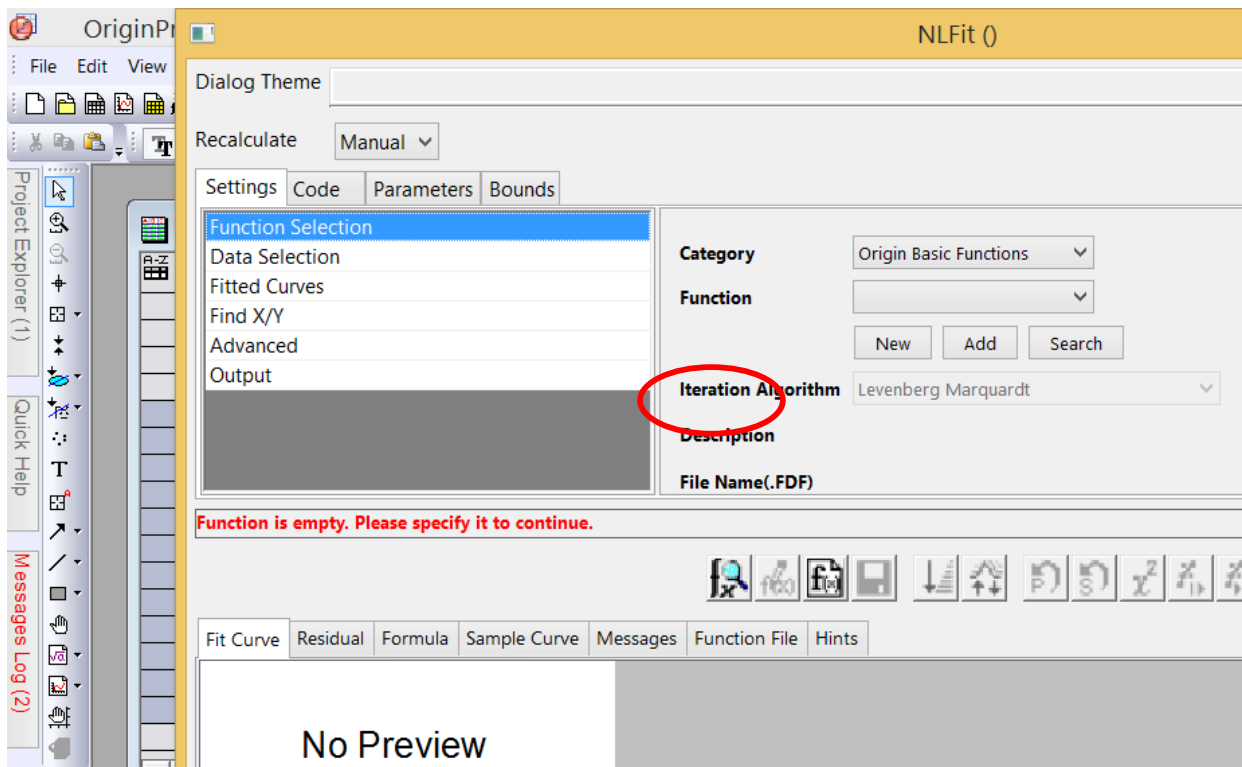 OriginPr
NLFit ()
File Edit View
Dialog Theme
Recalculate Manual
Settings Code Parameters Bounds
Function Selection
Data Selection
Fitted Curves
Find X/Y
Advanced
Output
Category Origin Basic Functions
Function
New Add Search
Iteration Algorithm Levenberg Marquardt
Description
File Name(.FDF)
Function is empty. Please specify it to continue.
Fit Curve Residual Formula Sample Curve Messages Function File Hints
No Preview
Project Explorer (1)
Quick Help
Messages Log (2)
A-Z
T